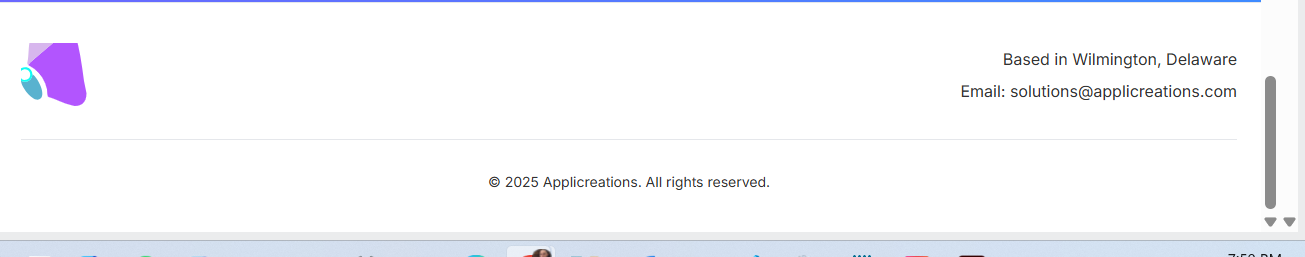 Based in Wilmington, Delaware
Email: solutions@applicreations.com
© 2025 Applicreations. All rights reserved.